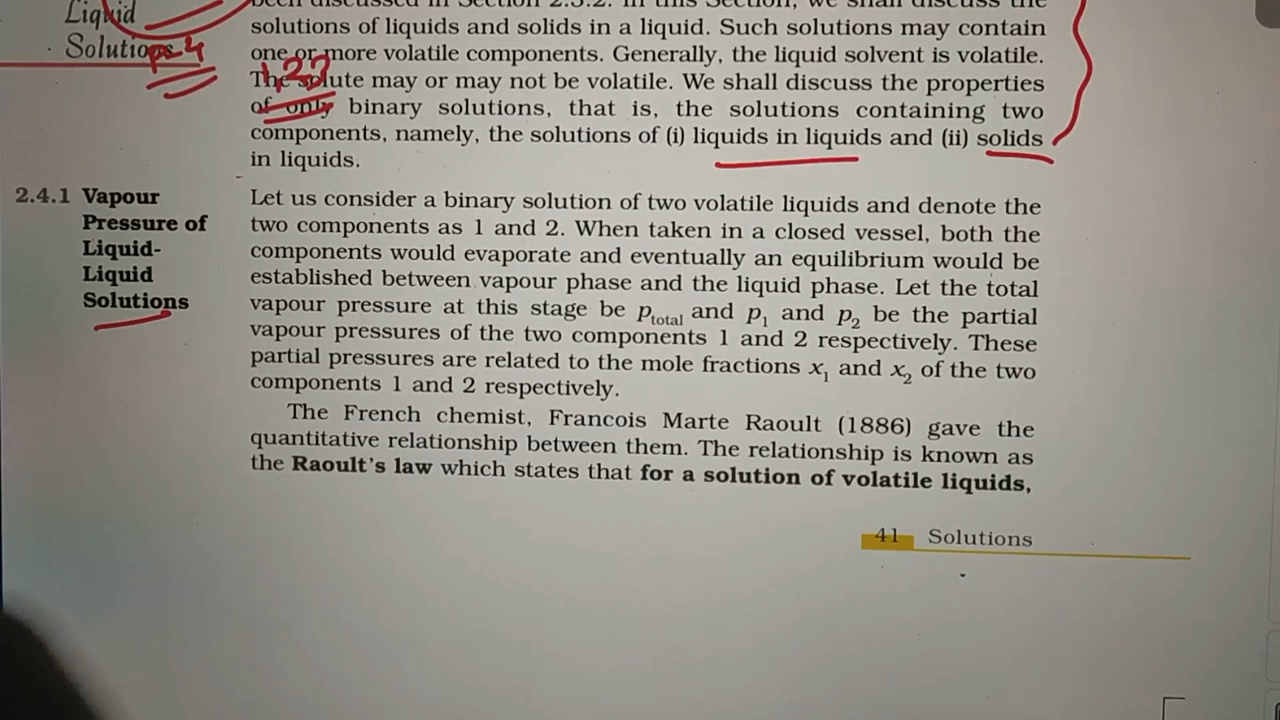 Liquid
Solutions
solutions of liquids and solids in a liquid. Such solutions may contain
one or more volatile components. Generally, the liquid solvent is volatile.
The solute may or may not be volatile. We shall discuss the properties
of only binary solutions, that is, the solutions containing two
components, namely, the solutions of (i) liquids in liquids and (ii) solids
in liquids.
2.4.1 Vapour
Pressure of
Liquid-
Liquid
Solutions
Let us consider a binary solution of two volatile liquids and denote the
two components as 1 and 2. When taken in a closed vessel, both the
components would evaporate and eventually an equilibrium would be
established between vapour phase and the liquid phase. Let the total
vapour pressure at this stage be p_total and p_1 and p_2 be the partial
vapour pressures of the two components 1 and 2 respectively. These
partial pressures are related to the mole fractions x_1 and x_2 of the two
components 1 and 2 respectively.
The French chemist, Francois Marte Raoult (1886) gave the
quantitative relationship between them. The relationship is known as
the Raoult's law which states that for a solution of volatile liquids,
41 Solutions